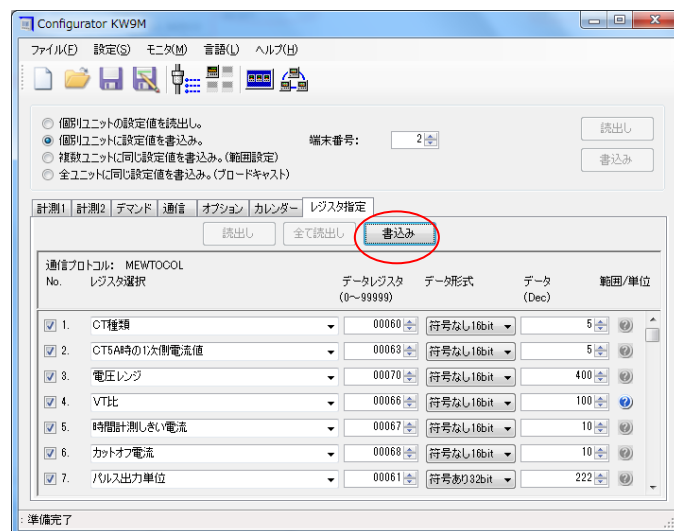 Configurator KW9M
ファイル(F) 設定(S) モニタ(M) 言語(L) ヘルプ(H)
個別ユニットの設定値を読出し。
個別ユニットに設定値を書込み。
複数ユニットに同じ設定値を書込み。(範囲設定)
全ユニットに同じ設定値を書込み。(ブロードキャスト)
端末番号: 2
読出し
書込み
計測1 計測2 デマンド 通信 オプション カレンダー レジスタ指定
読出し 全て読出し 書込み
通信プロトコル: MEWTOCOL
No. レジスタ選択 データレジスタ データ形式 データ 範囲/単位
(0～99999) (Dec)
1. CT種類 00060 符号なし16bit 5
2. CT5A時の1次側電流値 00063 符号なし16bit 5
3. 電圧レンジ 00070 符号なし16bit 400
4. VT比 00066 符号なし16bit 100
5. 時間計測しきい電流 00067 符号なし16bit 10
6. カットオフ電流 00068 符号なし16bit 10
7. パルス出力単位 00061 符号あり32bit 222
: 準備完了